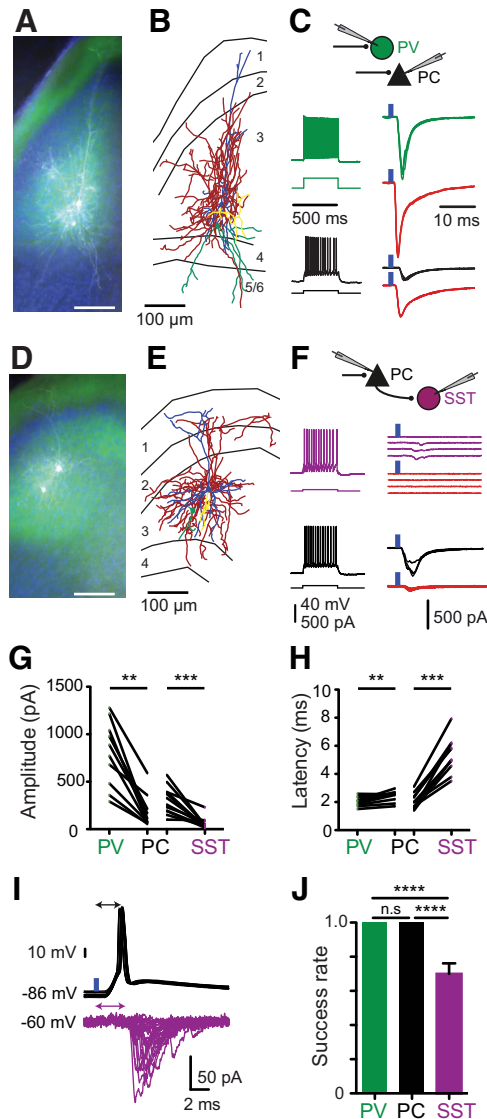 A
B
1
2
3
4
5/6
100 µm
C
PV
PC
500 ms
10 ms
D
E
1
2
3
4
100 µm
F
PC
SST
40 mV
500 pA
500 pA
G
Amplitude (pA)
1500
1000
500
0
**
***
PV
PC
SST
H
Latency (ms)
10
8
6
4
2
0
**
***
PV
PC
SST
I
10 mV
-86 mV
-60 mV
50 pA
2 ms
J
Success rate
1.0
0
****
n.s
****
PV
PC
SST